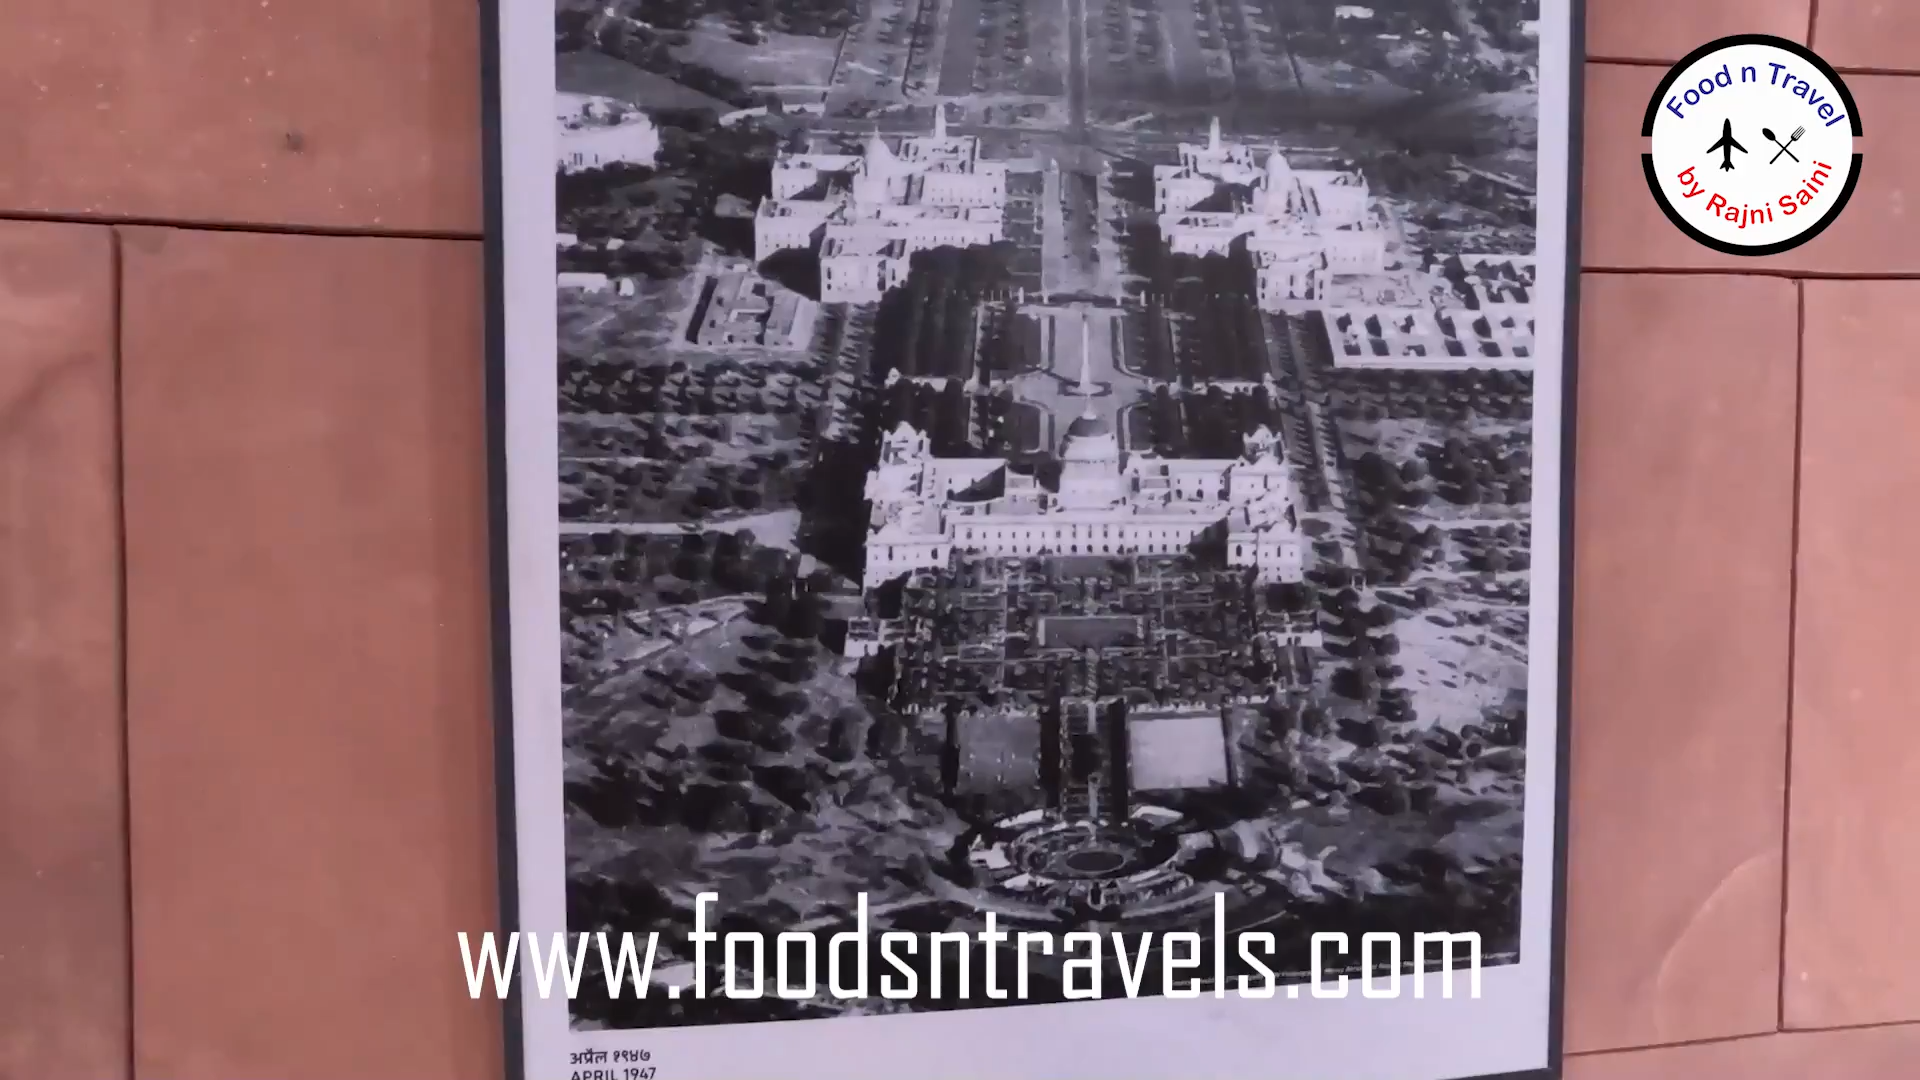 Food n Travel
by Rajni Saini
www.foodsntravels.com
अप्रैल १९४७
APRIL 1947